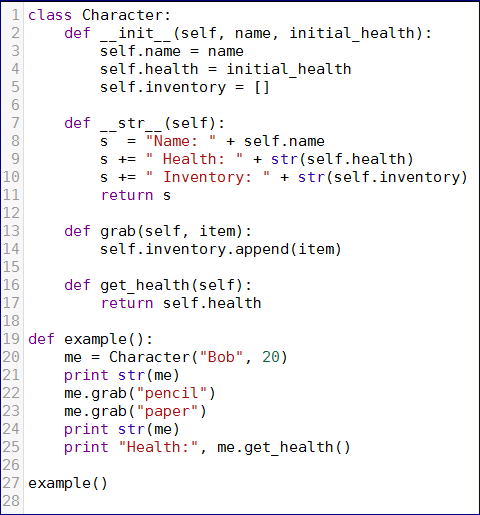 1 class Character:
2     def __init__(self, name, initial_health):
3         self.name = name
4         self.health = initial_health
5         self.inventory = []
6
7     def __str__(self):
8         s  = "Name: " + self.name
9         s += " Health: " + str(self.health)
10         s += " Inventory: " + str(self.inventory)
11         return s
12
13     def grab(self, item):
14         self.inventory.append(item)
15
16     def get_health(self):
17         return self.health
18
19 def example():
20     me = Character("Bob", 20)
21     print str(me)
22     me.grab("pencil")
23     me.grab("paper")
24     print str(me)
25     print "Health:", me.get_health()
26
27 example()
28